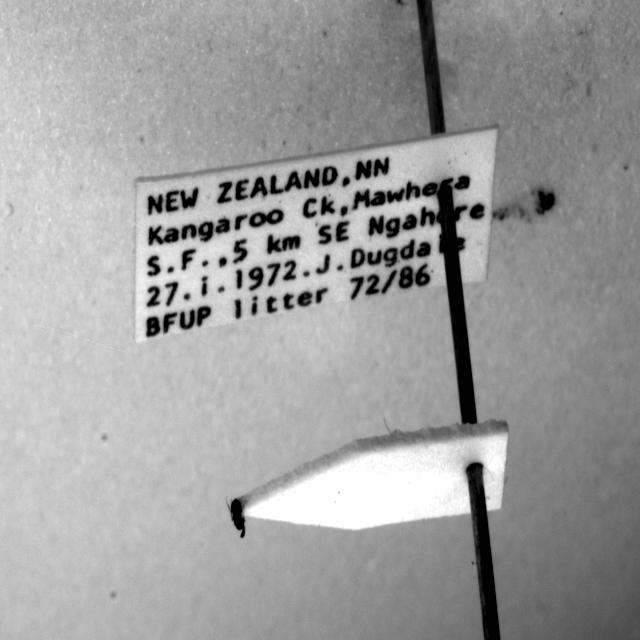 NEW ZEALAND,NN
Kangaroo Ck,Mawhera
S.F.,.5 km SE Ngahere
27.i.1972.J.Dugdale
BFUP litter 72/86